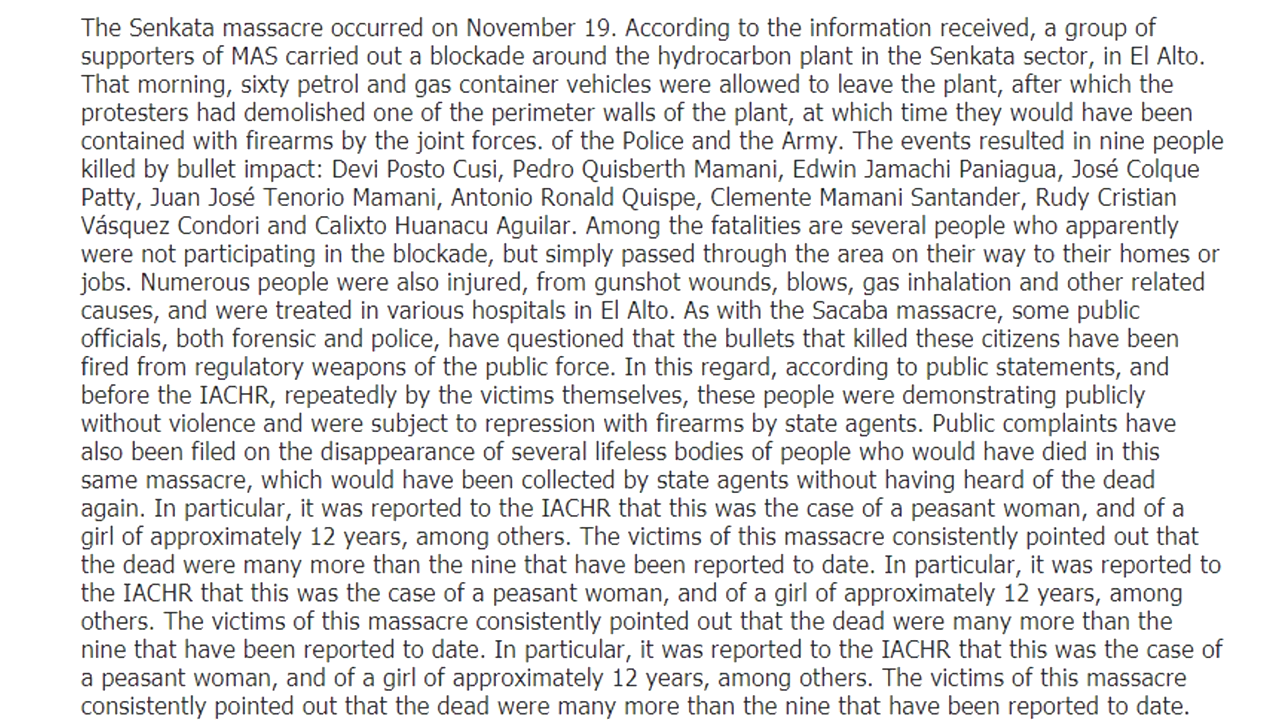 The Senkata massacre occurred on November 19. According to the information received, a group of
supporters of MAS carried out a blockade around the hydrocarbon plant in the Senkata sector, in El Alto.
That morning, sixty petrol and gas container vehicles were allowed to leave the plant, after which the
protesters had demolished one of the perimeter walls of the plant, at which time they would have been
contained with firearms by the joint forces. of the Police and the Army. The events resulted in nine people
killed by bullet impact: Devi Posto Cusi, Pedro Quisberth Mamani, Edwin Jamachi Paniagua, José Colque
Patty, Juan José Tenorio Mamani, Antonio Ronald Quispe, Clemente Mamani Santander, Rudy Cristian
Vásquez Condori and Calixto Huanacu Aguilar. Among the fatalities are several people who apparently
were not participating in the blockade, but simply passed through the area on their way to their homes or
jobs. Numerous people were also injured, from gunshot wounds, blows, gas inhalation and other related
causes, and were treated in various hospitals in El Alto. As with the Sacaba massacre, some public
officials, both forensic and police, have questioned that the bullets that killed these citizens have been
fired from regulatory weapons of the public force. In this regard, according to public statements, and
before the IACHR, repeatedly by the victims themselves, these people were demonstrating publicly
without violence and were subject to repression with firearms by state agents. Public complaints have
also been filed on the disappearance of several lifeless bodies of people who would have died in this
same massacre, which would have been collected by state agents without having heard of the dead
again. In particular, it was reported to the IACHR that this was the case of a peasant woman, and of a
girl of approximately 12 years, among others. The victims of this massacre consistently pointed out that
the dead were many more than the nine that have been reported to date. In particular, it was reported to
the IACHR that this was the case of a peasant woman, and of a girl of approximately 12 years, among
others. The victims of this massacre consistently pointed out that the dead were many more than the
nine that have been reported to date. In particular, it was reported to the IACHR that this was the case of
a peasant woman, and of a girl of approximately 12 years, among others. The victims of this massacre
consistently pointed out that the dead were many more than the nine that have been reported to date.